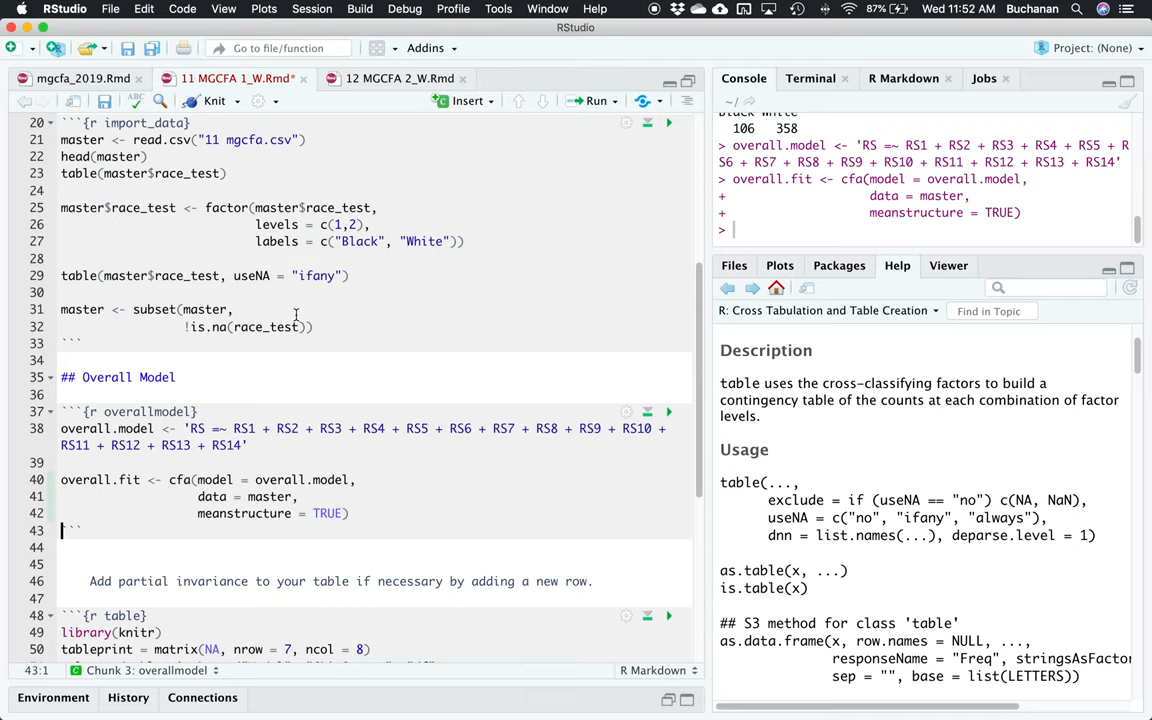 RStudio File Edit Code View Plots Session Build Debug Profile Tools Window Help 87% Wed 11:52 AM Buchanan
RStudio
Go to file/function Addins Project: (None)
mgcfa_2019.Rmd 11 MGCFA 1_W.Rmd* 12 MGCFA 2_W.Rmd
Knit Insert Run
20 ```{r import_data}
21 master <- read.csv("11 mgcfa.csv")
22 head(master)
23 table(master$race_test)
24
25 master$race_test <- factor(master$race_test,
26 levels = c(1,2),
27 labels = c("Black", "White"))
28
29 table(master$race_test, useNA = "ifany")
30
31 master <- subset(master,
32 !is.na(race_test))
33 ```
34
35 ## Overall Model
36
37 ```{r overallmodel}
38 overall.model <- 'RS =~ RS1 + RS2 + RS3 + RS4 + RS5 + RS6 + RS7 + RS8 + RS9 + RS10 +
RS11 + RS12 + RS13 + RS14'
39
40 overall.fit <- cfa(model = overall.model,
41 data = master,
42 meanstructure = TRUE)
43 ```
44
45
46 Add partial invariance to your table if necessary by adding a new row.
47
48 ```{r table}
49 library(knitr)
50 tableprint = matrix(NA, nrow = 7, ncol = 8)
43:1 Chunk 3: overallmodel R Markdown
Environment History Connections
Console Terminal R Markdown Jobs
~/
Black White
106 358
> overall.model <- 'RS =~ RS1 + RS2 + RS3 + RS4 + RS5 + R
S6 + RS7 + RS8 + RS9 + RS10 + RS11 + RS12 + RS13 + RS14'
> overall.fit <- cfa(model = overall.model,
+ data = master,
+ meanstructure = TRUE)
>
Files Plots Packages Help Viewer
R: Cross Tabulation and Table Creation Find in Topic
Description
table uses the cross-classifying factors to build a
contingency table of the counts at each combination of factor
levels.
Usage
table(...,
exclude = if (useNA == "no") c(NA, NaN),
useNA = c("no", "ifany", "always"),
dnn = list.names(...), deparse.level = 1)
as.table(x, ...)
is.table(x)
## S3 method for class 'table'
as.data.frame(x, row.names = NULL, ...,
responseName = "Freq", stringsAsFactor
sep = "", base = list(LETTERS))